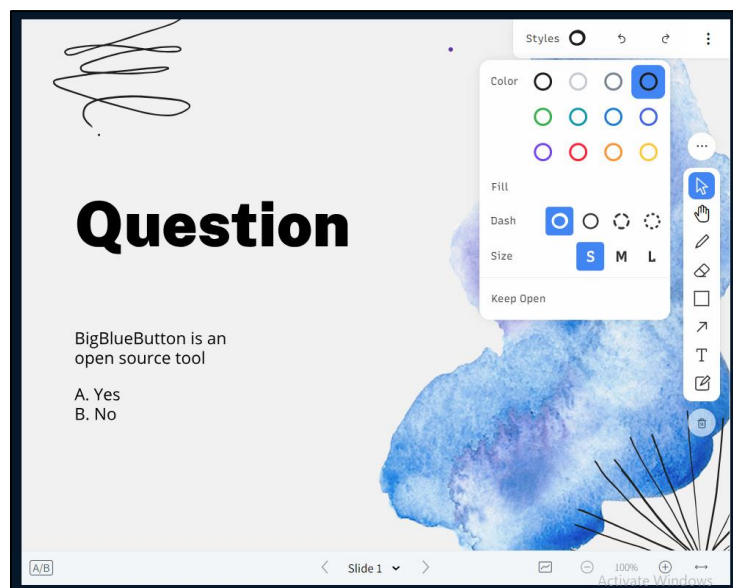 Styles
Color
Fill
Dash
Size S M L
Keep Open
Question
BigBlueButton is an
open source tool
A. Yes
B. No
T
A/B
Slide 1
100%
Activate Windows